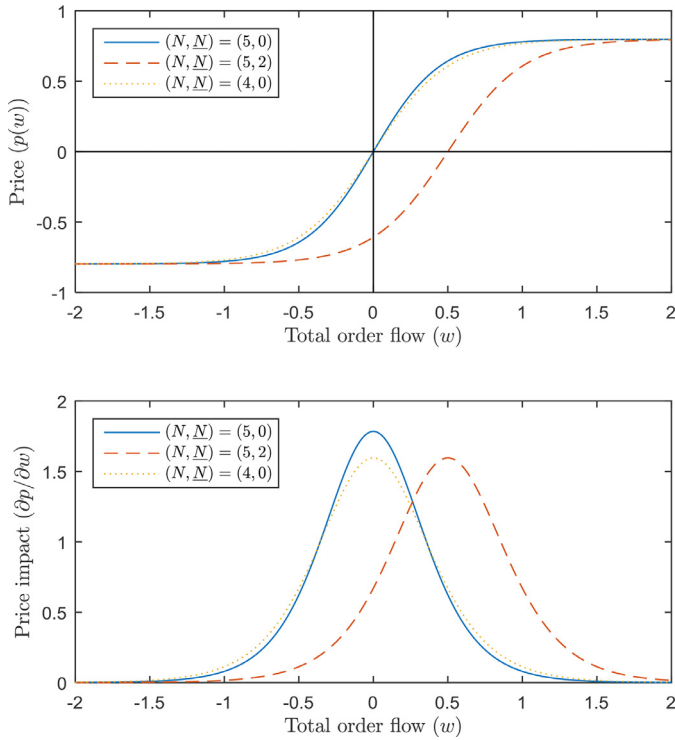 1
0.5
0
-0.5
-1
Price (p(w))
(N, N̲) = (5, 0)
(N, N̲) = (5, 2)
(N, N̲) = (4, 0)
-2 -1.5 -1 -0.5 0 0.5 1 1.5 2
Total order flow (w)
2
1.5
1
0.5
0
Price impact (∂p/∂w)
(N, N̲) = (5, 0)
(N, N̲) = (5, 2)
(N, N̲) = (4, 0)
-2 -1.5 -1 -0.5 0 0.5 1 1.5 2
Total order flow (w)